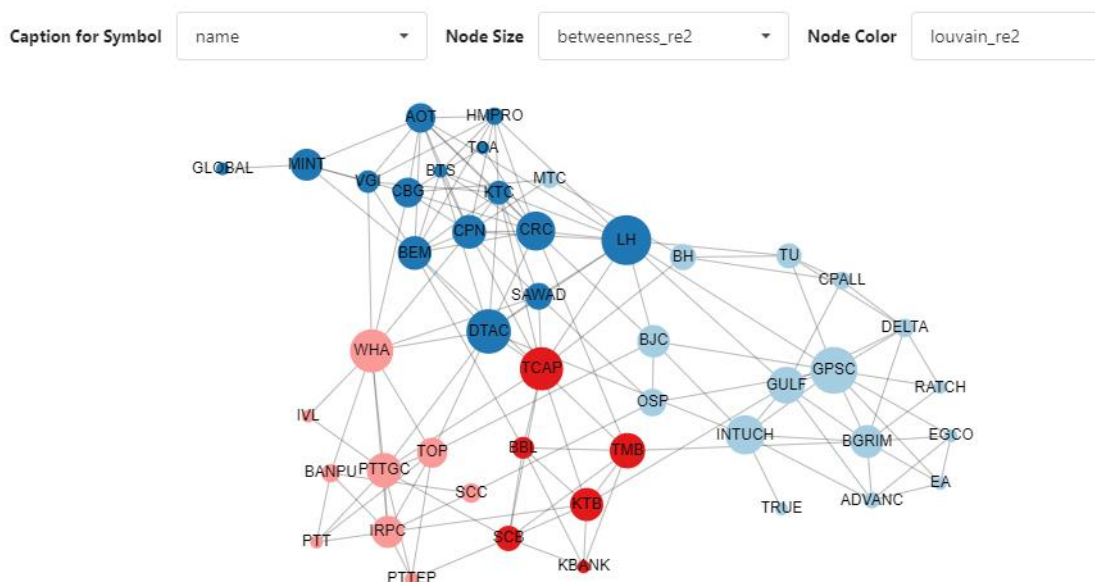 Caption for Symbol name Node Size betweenness_re2 Node Color louvain_re2
AOT HMPRO
TOA
GLOBAL MINT VGI BTS MTC
CBG KTC
CPN CRC LH
BEM BH TU
CPALL
SAWAD
DTAC DELTA
WHA BJC
TCAP GPSC
GULF RATCH
OSP
IVL
INTUCH EGCO
TOP BBL TMB BGRIM
BANPU PTTGC
SCC EA
ADVANC
KTB TRUE
IRPC
PTT SCB
KBANK
PTTEP